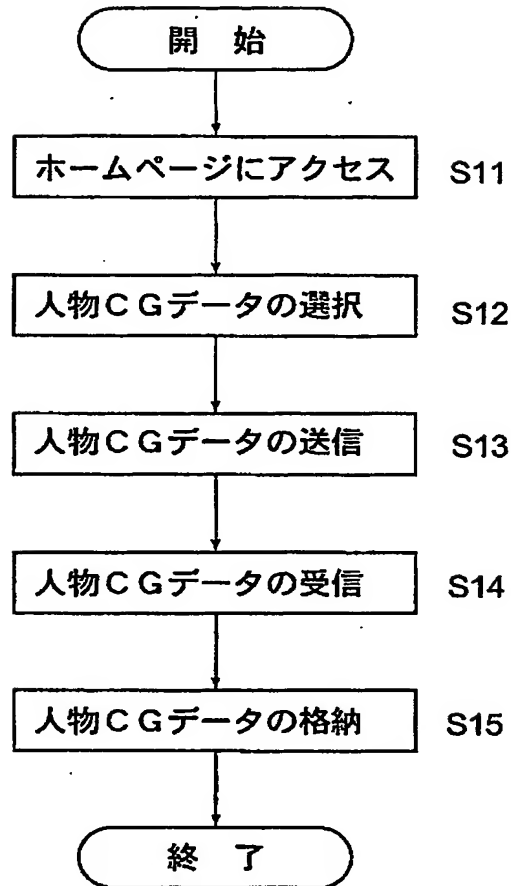 開 始
ホームページにアクセス S11
人物CGデータの選択 S12
人物CGデータの送信 S13
人物CGデータの受信 S14
人物CGデータの格納 S15
終 了